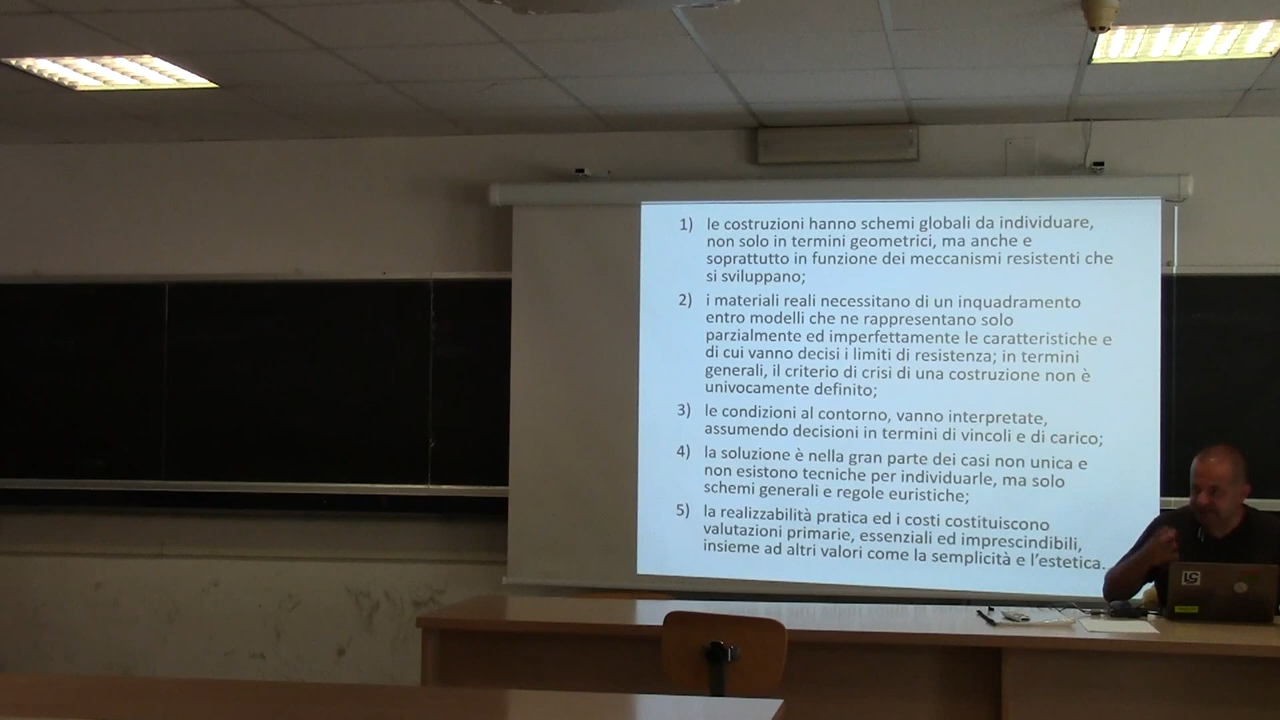 1) le costruzioni hanno schemi globali da individuare,
non solo in termini geometrici, ma anche e
soprattutto in funzione dei meccanismi resistenti che
si sviluppano;
2) i materiali reali necessitano di un inquadramento
entro modelli che ne rappresentano solo
parzialmente ed imperfettamente le caratteristiche e
di cui vanno decisi i limiti di resistenza; in termini
generali, il criterio di crisi di una costruzione non è
univocamente definito;
3) le condizioni al contorno, vanno interpretate,
assumendo decisioni in termini di vincoli e di carico;
4) la soluzione è nella gran parte dei casi non unica e
non esistono tecniche per individuarle, ma solo
schemi generali e regole euristiche;
5) la realizzabilità pratica ed i costi costituiscono
valutazioni primarie, essenziali ed imprescindibili,
insieme ad altri valori come la semplicità e l'estetica.